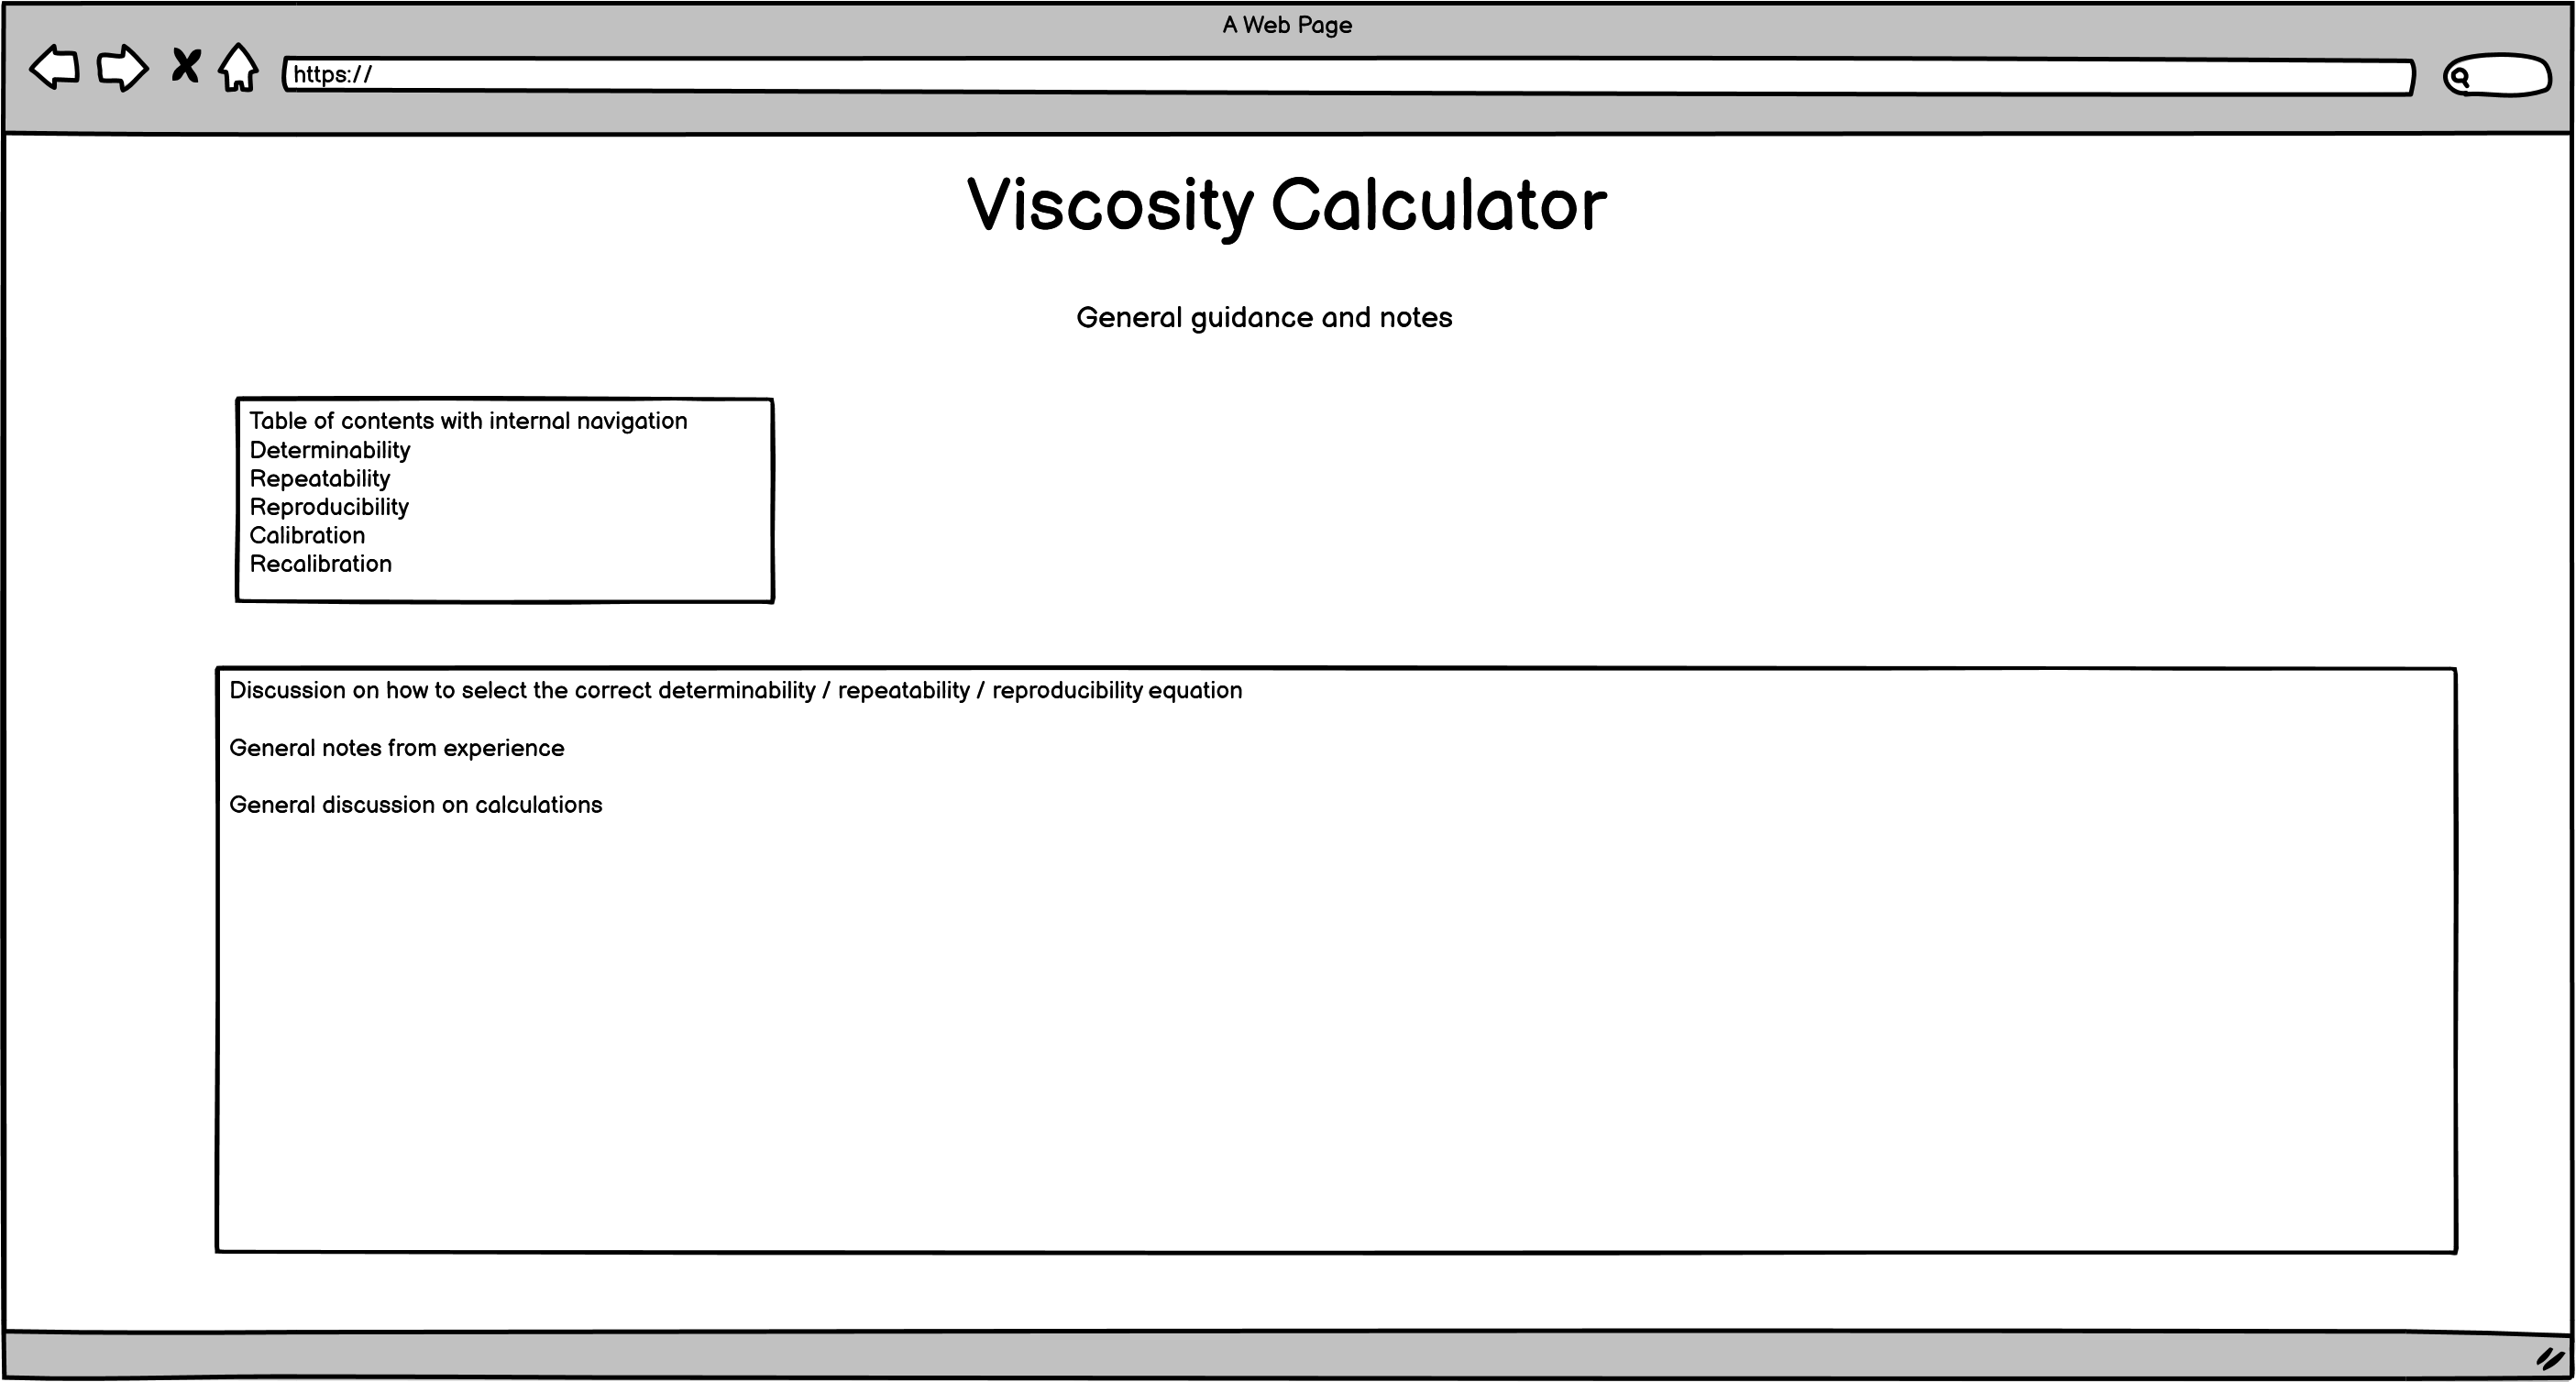 A Web Page
https://
Viscosity Calculator
General guidance and notes
Table of contents with internal navigation
Determinability
Repeatability
Reproducibility
Calibration
Recalibration
Discussion on how to select the correct determinability / repeatability / reproducibility equation
General notes from experience
General discussion on calculations